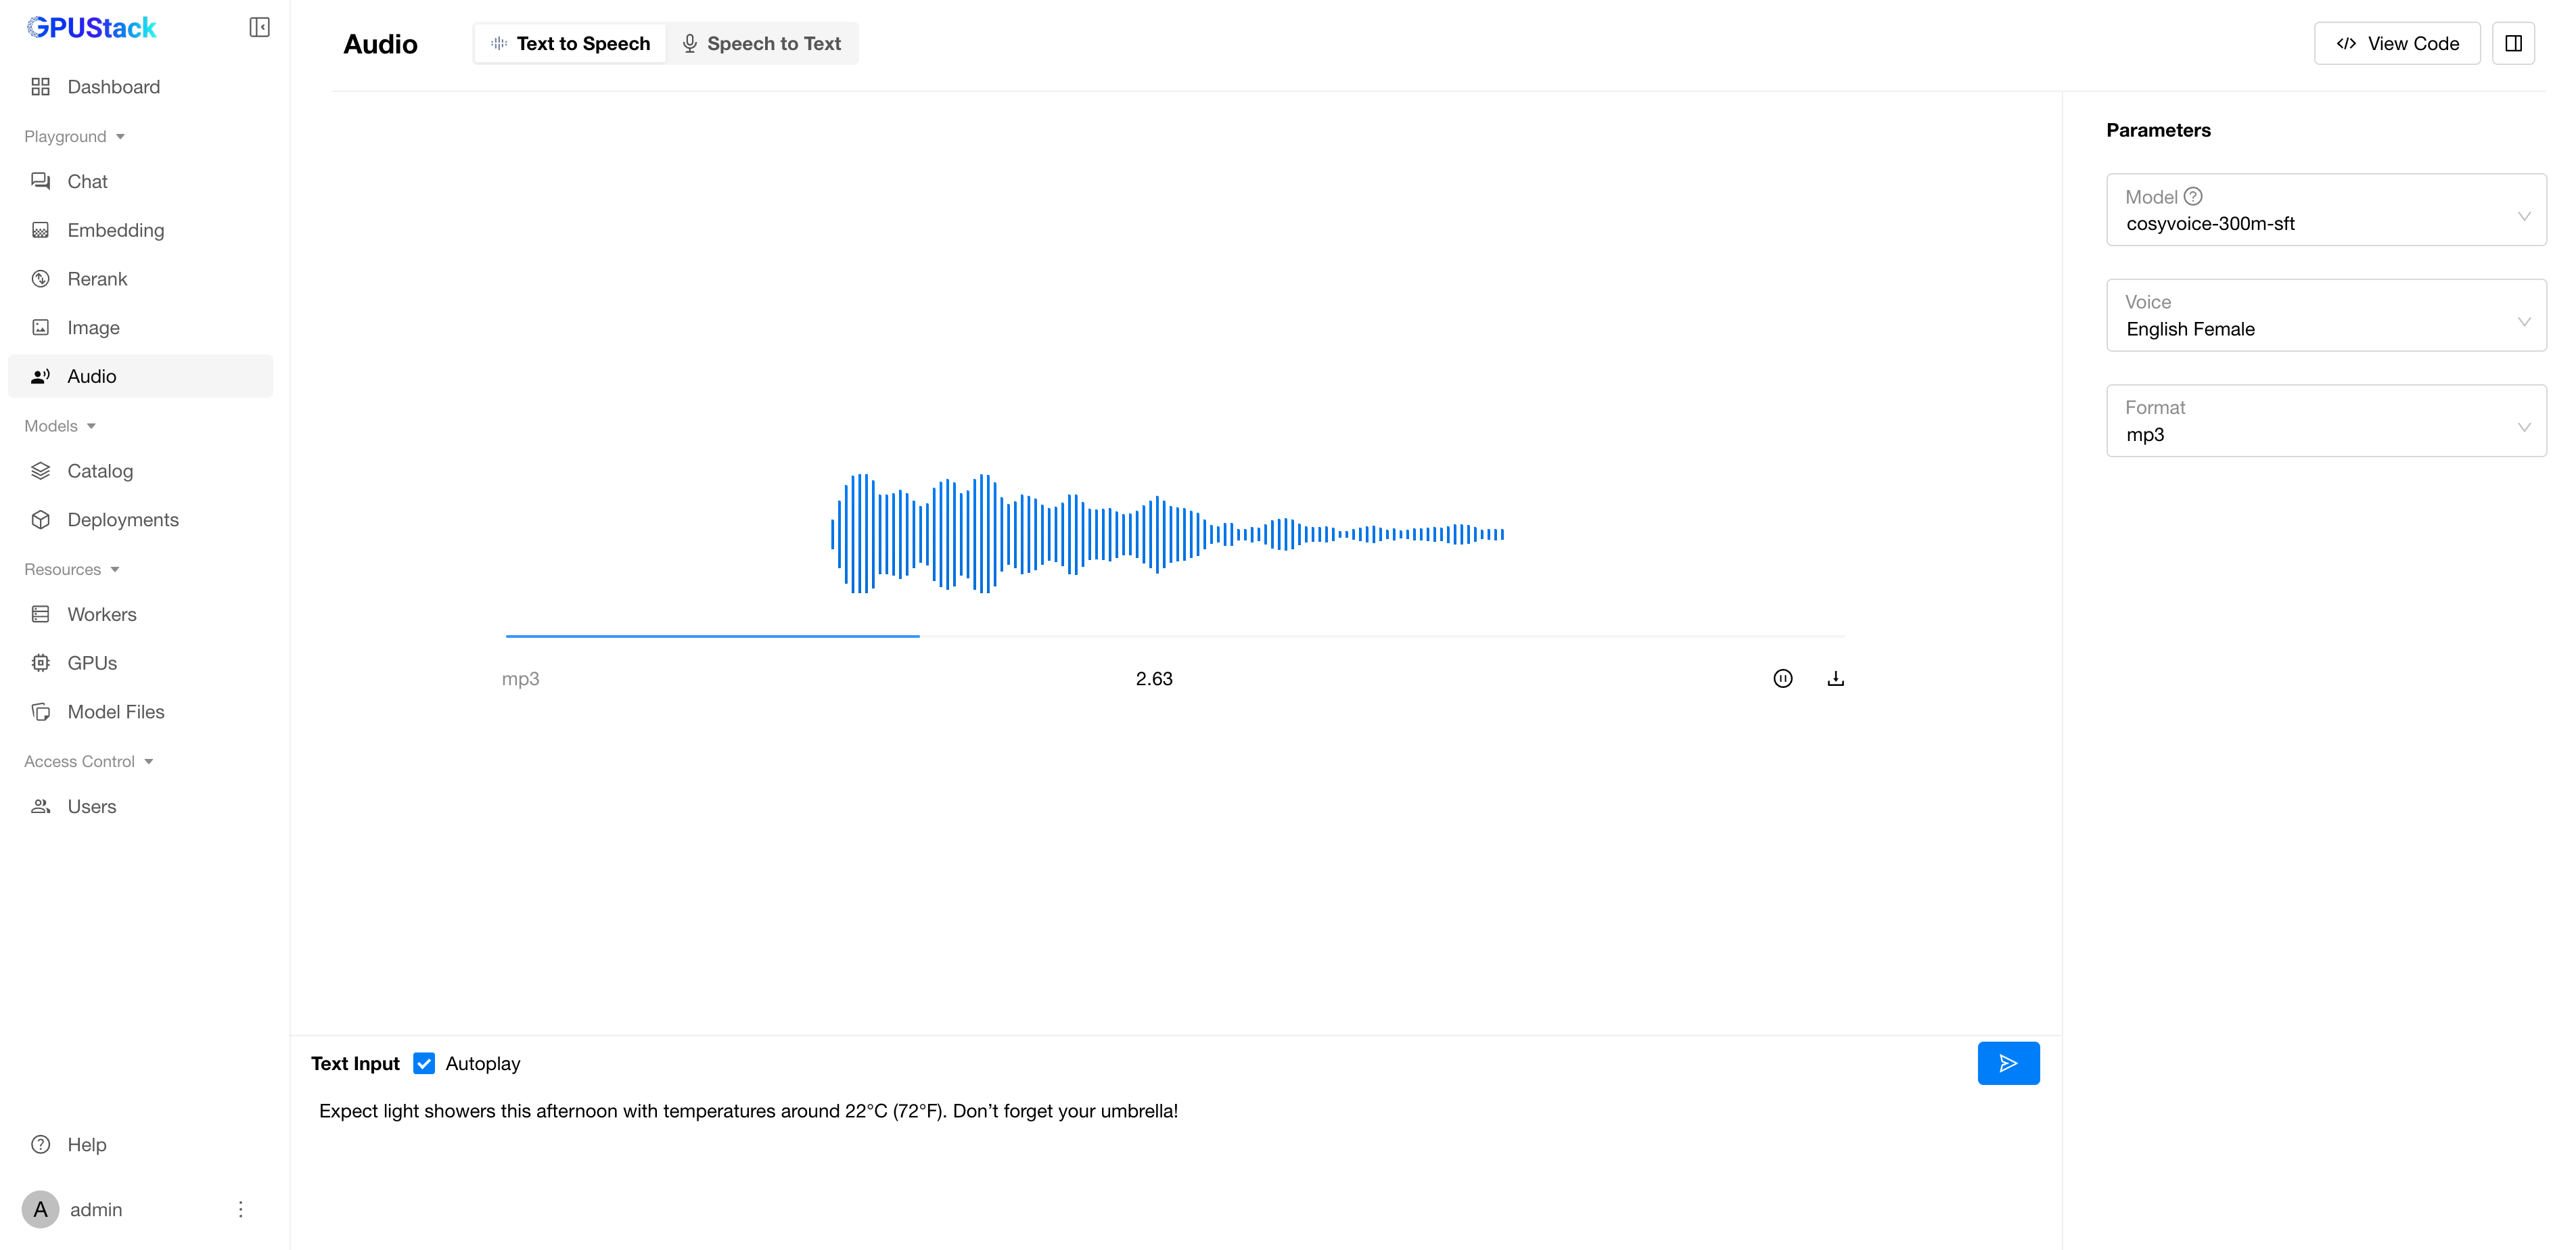 GPUStack
Dashboard
Playground
Chat
Embedding
Rerank
Image
Audio
Models
Catalog
Deployments
Resources
Workers
GPUs
Model Files
Access Control
Users
Help
A admin
Audio
Text to Speech
Speech to Text
View Code
mp3 2.63
Text Input Autoplay
Expect light showers this afternoon with temperatures around 22°C (72°F). Don’t forget your umbrella!
Parameters
Model
cosyvoice-300m-sft
Voice
English Female
Format
mp3